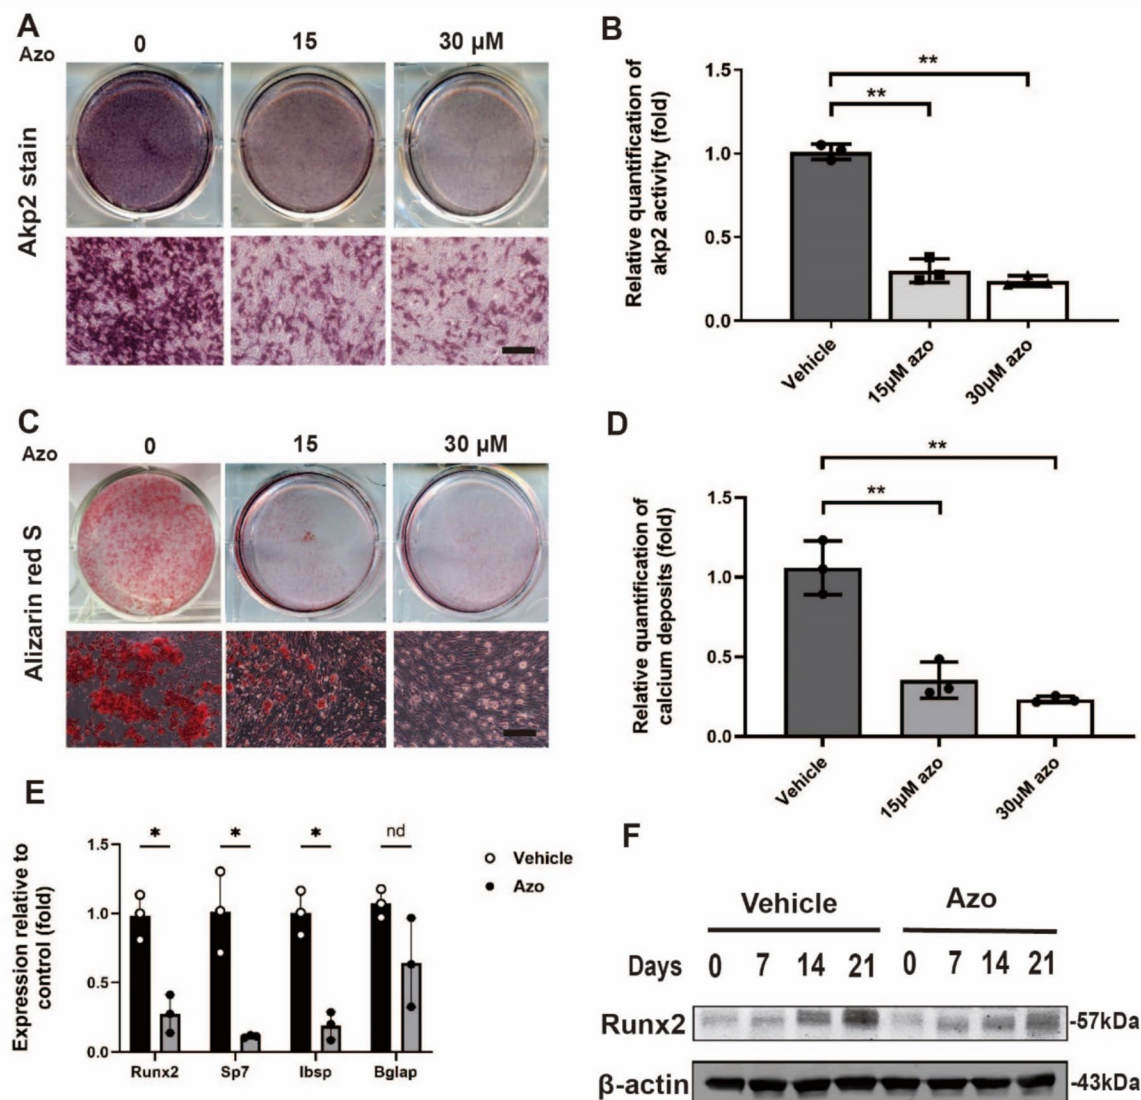 A
Azo 0 15 30 µM
Akp2 stain
B
Relative quantification of
akp2 activity (fold)
1.5
1.0
0.5
0.0
**
**
Vehicle
15µM azo
30µM azo
C
Azo 0 15 30 µM
Alizarin red S
D
Relative quantification of
calcium deposits (fold)
1.5
1.0
0.5
0.0
**
**
Vehicle
15µM azo
30µM azo
E
Expression relative to
control (fold)
1.5
1.0
0.5
0.0
* * * nd
Runx2 Sp7 Ibsp Bglap
Vehicle
Azo
F
Vehicle Azo
Days 0 7 14 21 0 7 14 21
Runx2 -57kDa
β-actin -43kDa